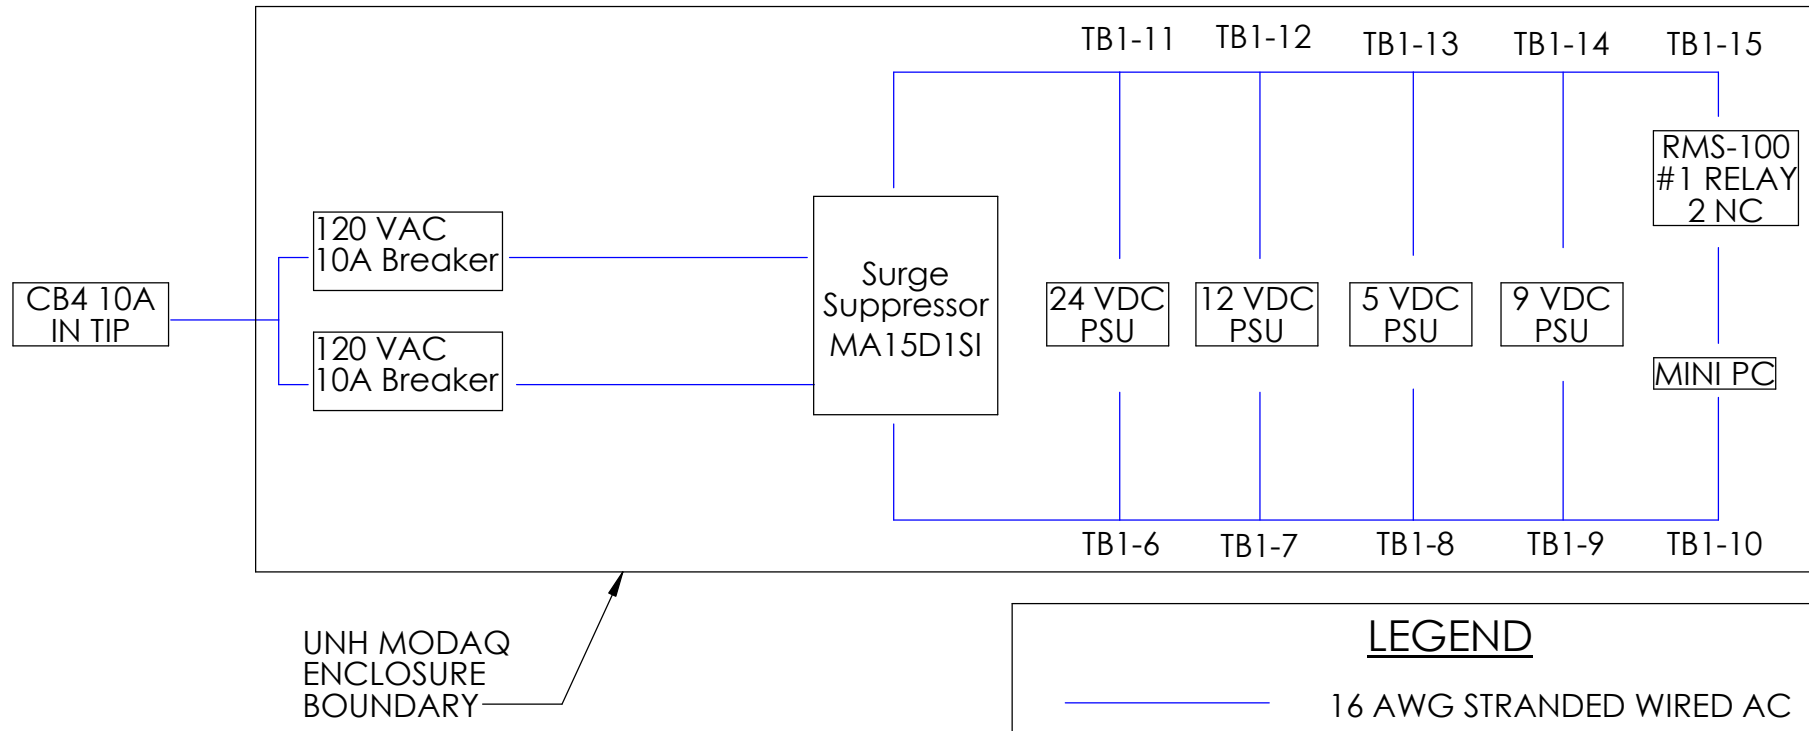 TB1-11
TB1-12
TB1-13
TB1-14
TB1-15
RMS-100
#1 RELAY
2 NC
120 VAC
10A Breaker
CB4 10A
IN TIP
120 VAC
10A Breaker
Surge
Suppressor
MA15D1SI
24 VDC
PSU
12 VDC
PSU
5 VDC
PSU
9 VDC
PSU
MINI PC
TB1-6
TB1-7
TB1-8
TB1-9
TB1-10
UNH MODAQ
ENCLOSURE
BOUNDARY
LEGEND
16 AWG STRANDED WIRED AC